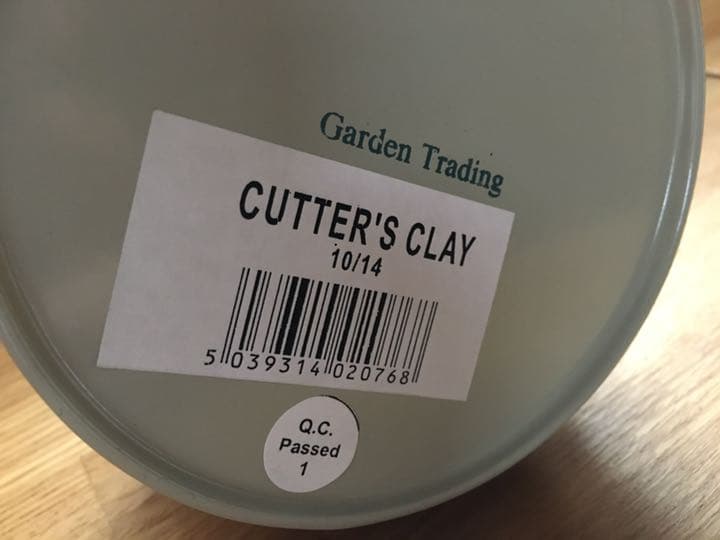 Garden Trading
CUTTER'S CLAY
10/14
5 039314 020768
Q.C.
Passed
1